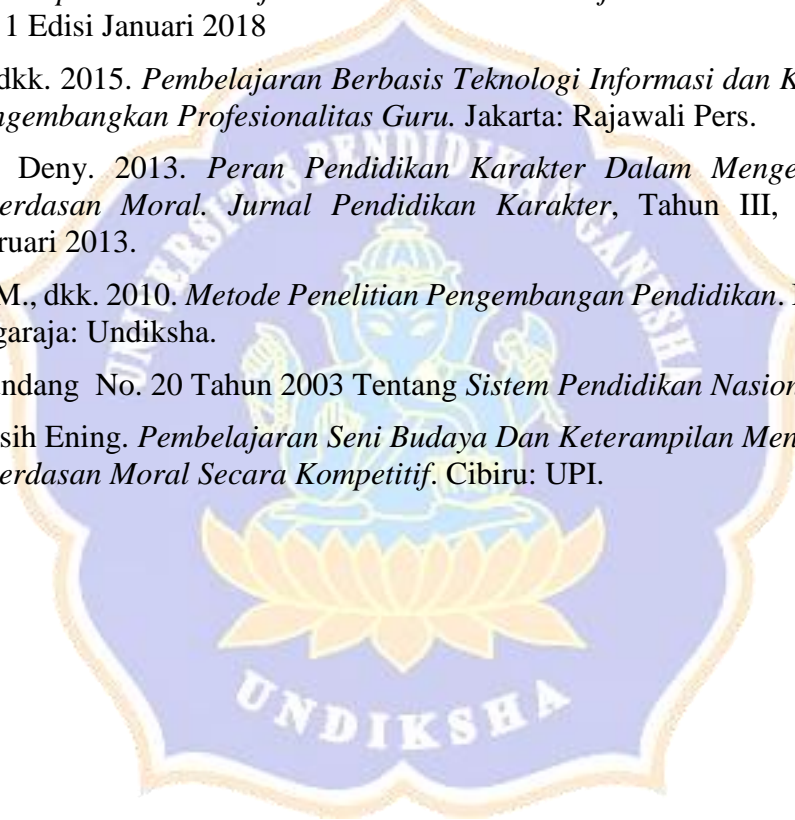 1 Edisi Januari 2018
dkk. 2015. Pembelajaran Berbasis Teknologi Informasi dan K
ngembangkan Profesionalitas Guru. Jakarta: Rajawali Pers.
Deny. 2013. Peran Pendidikan Karakter Dalam Menge
erdasan Moral. Jurnal Pendidikan Karakter, Tahun III,
ruari 2013.
M., dkk. 2010. Metode Penelitian Pengembangan Pendidikan.
garaja: Undiksha.
ndang No. 20 Tahun 2003 Tentang Sistem Pendidikan Nasion
sih Ening. Pembelajaran Seni Budaya Dan Keterampilan Men
erdasan Moral Secara Kompetitif. Cibiru: UPI.
UNIVERSITAS PENDIDIKAN GANESHA
UNDIKSHA